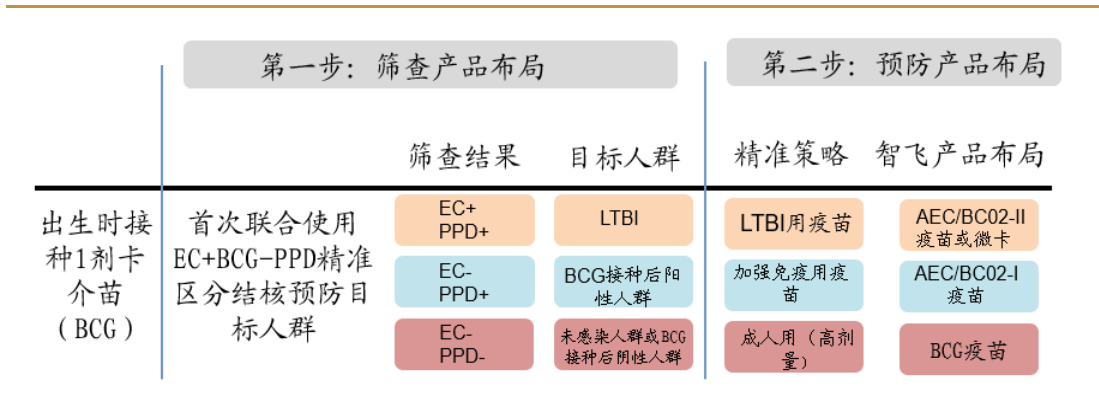 第一步：筛查产品布局
第二步：预防产品布局
筛查结果
目标人群
精准策略
智飞产品布局
出生时接
种1剂卡
介苗
（BCG）
首次联合使用
EC+BCG-PPD精准
区分结核预防目
标人群
EC+
PPD+
LTBI
LTBI用疫苗
AEC/BC02-II
疫苗或微卡
EC-
PPD+
BCG接种后阳
性人群
加强免疫用疫
苗
AEC/BC02-I
疫苗
EC-
PPD-
未感染人群或BCG
接种后阴性人群
成人用（高剂
量）
BCG疫苗